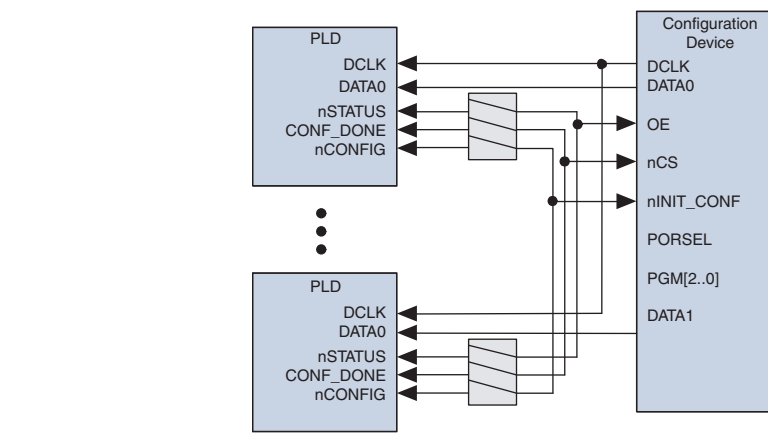 PLD
DCLK
DATA0
nSTATUS
CONF_DONE
nCONFIG
Configuration
Device
DCLK
DATA0
OE
nCS
nINIT_CONF
PORSEL
PGM[2..0]
DATA1
PLD
DCLK
DATA0
nSTATUS
CONF_DONE
nCONFIG